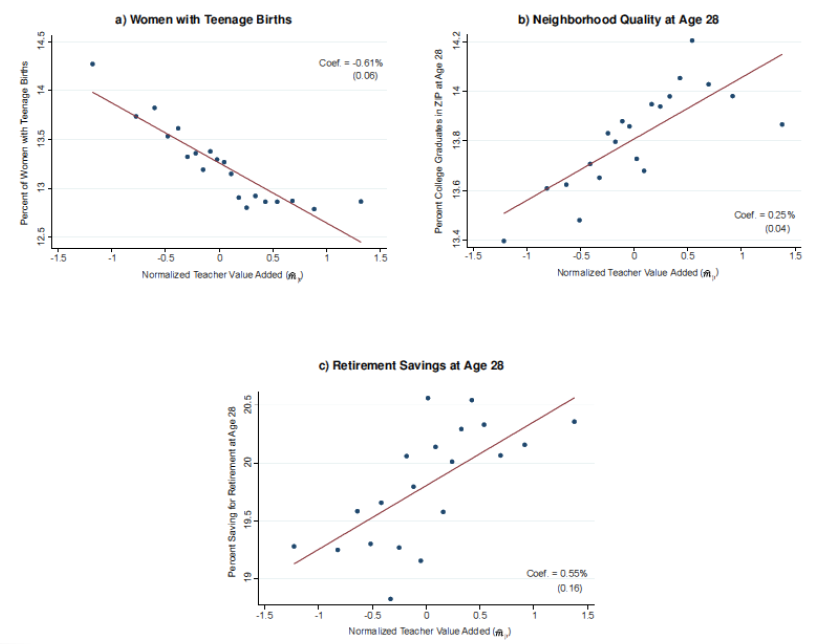 a) Women with Teenage Births
Percent of Women with Teenage Births
14.5
14
13.5
13
12.5
Coef. = -0.61%
(0.06)
-1.5 -1 -0.5 0 0.5 1 1.5
Normalized Teacher Value Added (m̂jt)
b) Neighborhood Quality at Age 28
Percent College Graduates in ZIP at Age 28
14.2
14
13.8
13.6
13.4
Coef. = 0.25%
(0.04)
-1.5 -1 -0.5 0 0.5 1 1.5
Normalized Teacher Value Added (m̂jt)
c) Retirement Savings at Age 28
Percent Saving for Retirement at Age 28
20.5
20
19.5
19
Coef. = 0.55%
(0.16)
-1.5 -1 -0.5 0 0.5 1 1.5
Normalized Teacher Value Added (m̂jt)